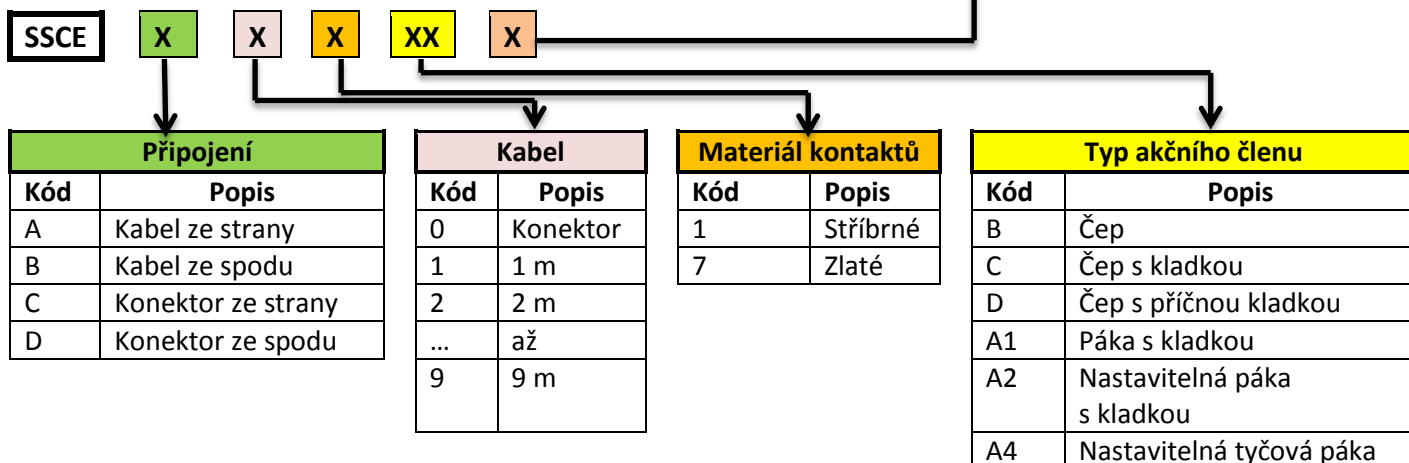 SSCE X X X XX X
Připojení
Kód Popis
A Kabel ze strany
B Kabel ze spodu
C Konektor ze strany
D Konektor ze spodu
Kabel
Kód Popis
0 Konektor
1 1 m
2 2 m
... až
9 9 m
Materiál kontaktů
Kód Popis
1 Stříbrné
7 Zlaté
Typ akčního členu
Kód Popis
B Čep
C Čep s kladkou
D Čep s příčnou kladkou
A1 Páka s kladkou
A2 Nastavitelná páka
s kladkou
A4 Nastavitelná tyčová páka